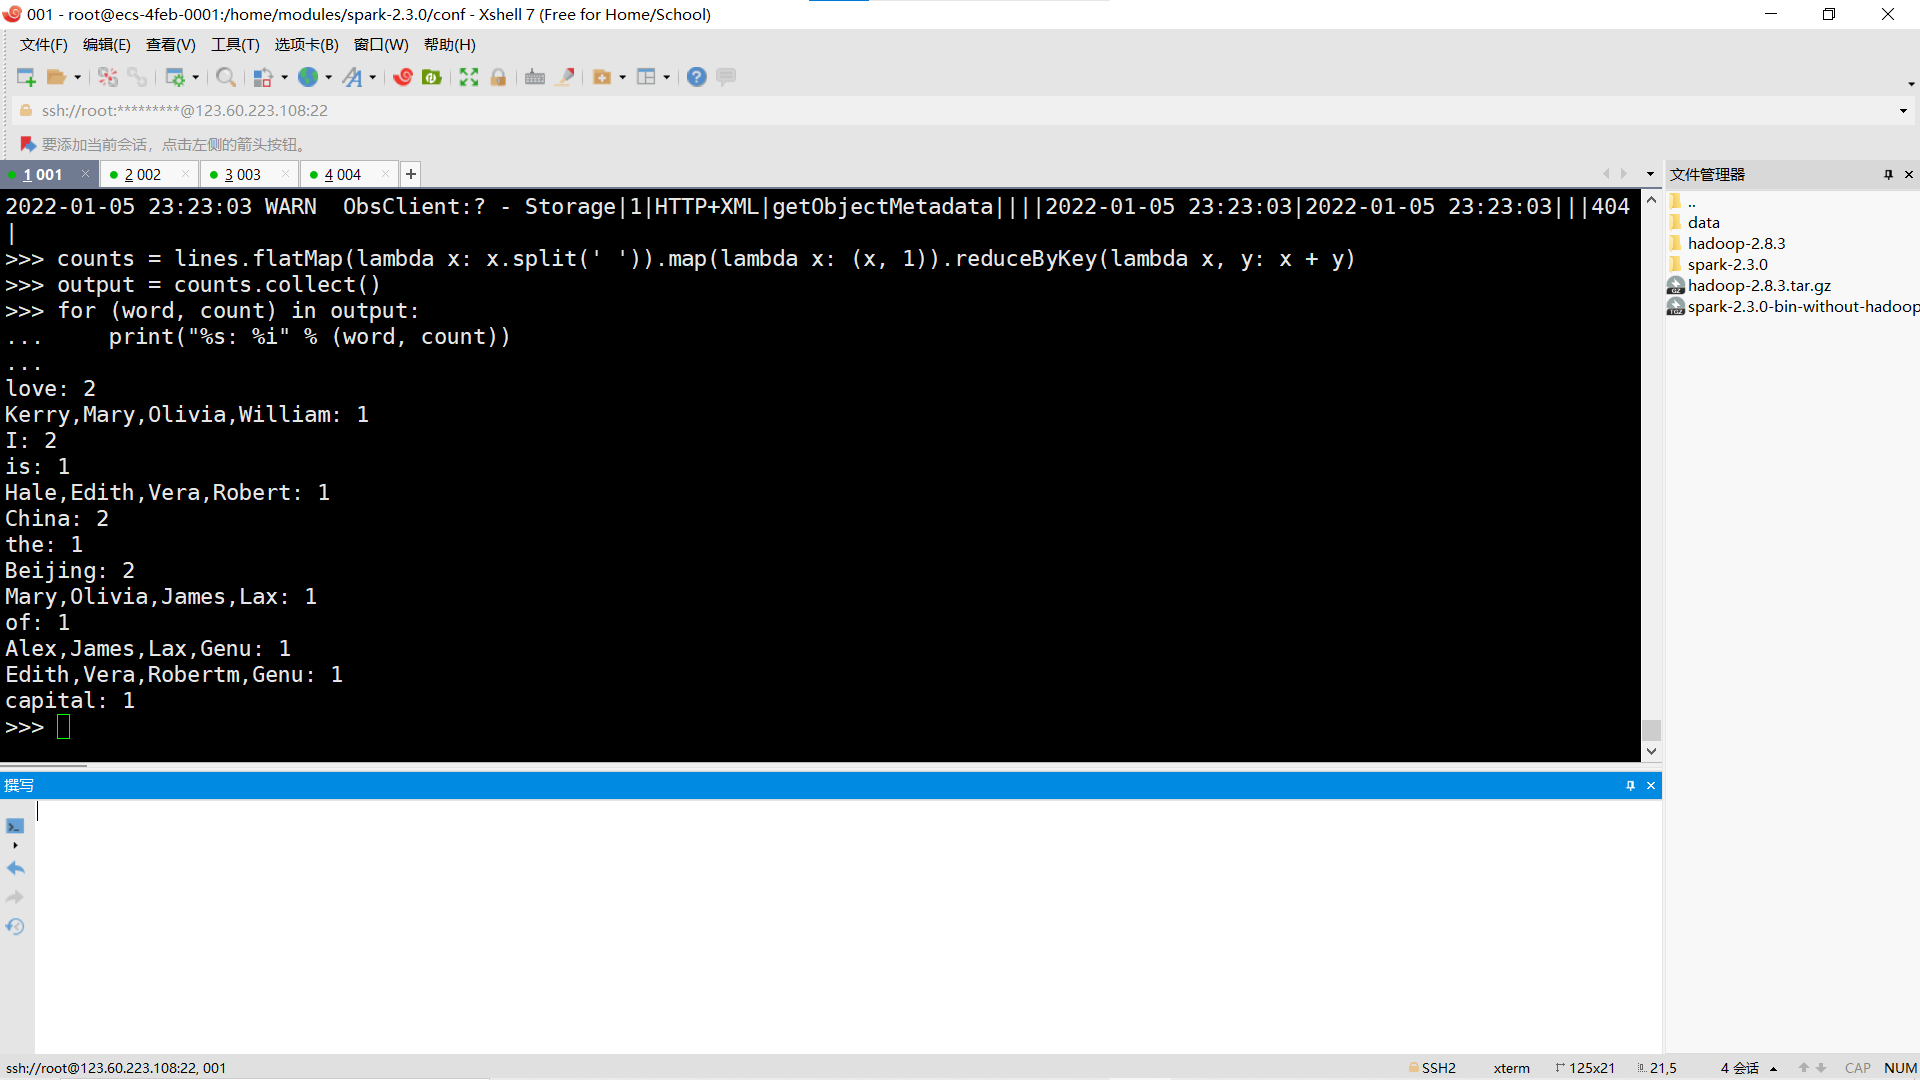 001 - root@ecs-4feb-0001:/home/modules/spark-2.3.0/conf - Xshell 7 (Free for Home/School)
文件(F) 编辑(E) 查看(V) 工具(T) 选项卡(B) 窗口(W) 帮助(H)
ssh://root:*********@123.60.223.108:22
要添加当前会话，点击左侧的箭头按钮。
1 001 2 002 3 003 4 004 +
2022-01-05 23:23:03 WARN  ObsClient:? - Storage|1|HTTP+XML|getObjectMetadata||||2022-01-05 23:23:03|2022-01-05 23:23:03|||404
|
>>> counts = lines.flatMap(lambda x: x.split(' ')).map(lambda x: (x, 1)).reduceByKey(lambda x, y: x + y)
>>> output = counts.collect()
>>> for (word, count) in output:
...     print("%s: %i" % (word, count))
...
love: 2
Kerry,Mary,Olivia,William: 1
I: 2
is: 1
Hale,Edith,Vera,Robert: 1
China: 2
the: 1
Beijing: 2
Mary,Olivia,James,Lax: 1
of: 1
Alex,James,Lax,Genu: 1
Edith,Vera,Robertm,Genu: 1
capital: 1
>>>
文件管理器
..
data
hadoop-2.8.3
spark-2.3.0
hadoop-2.8.3.tar.gz
spark-2.3.0-bin-without-hadoop
撰写
ssh://root@123.60.223.108:22, 001 SSH2 xterm 125x21 21,5 4 会话 CAP NUM